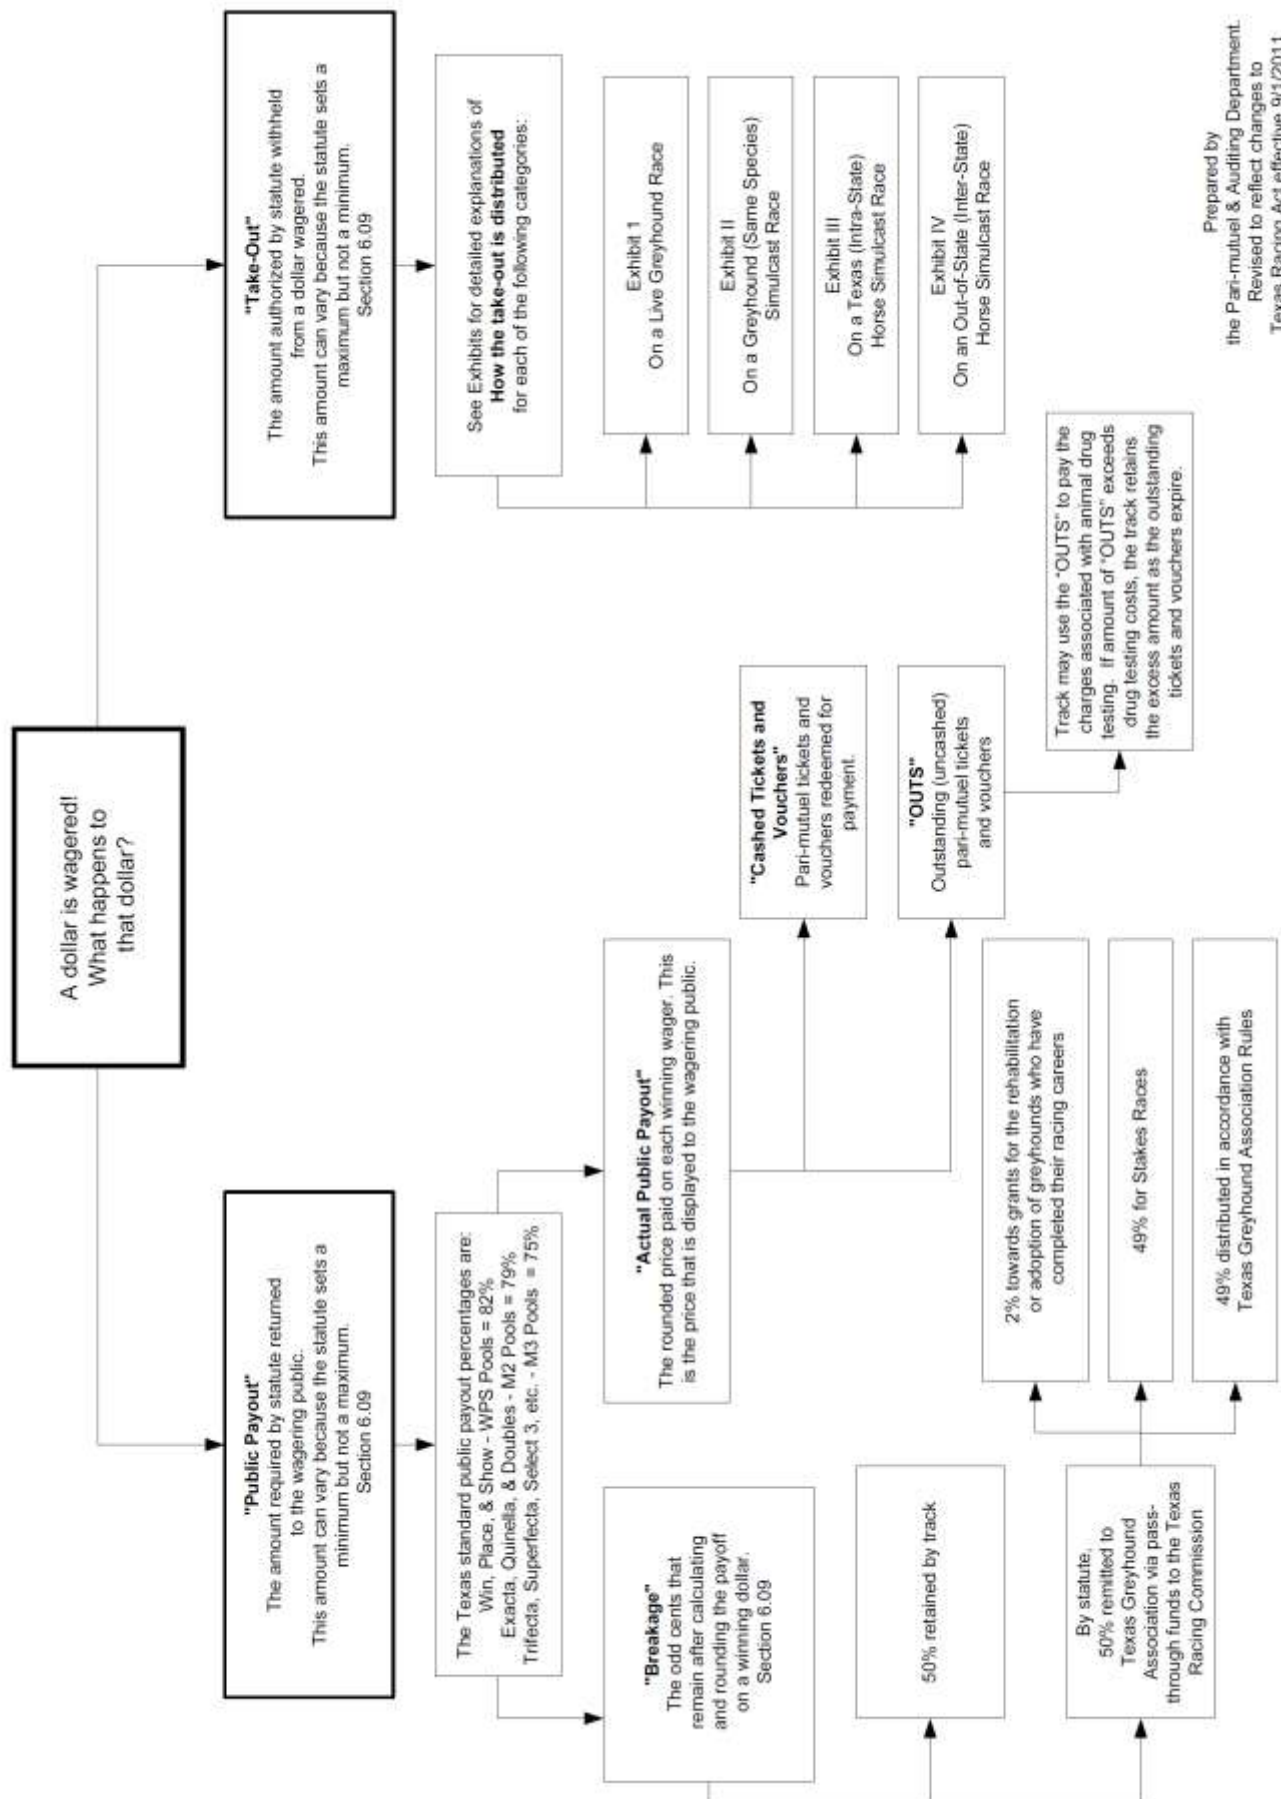 A dollar is wagered!
What happens to
that dollar?
"Public Payout"
The amount required by statute returned
to the wagering public.
This amount can vary because the statute sets a
minimum but not a maximum.
Section 6.09
"Take-Out"
The amount authorized by statute withheld
from a dollar wagered.
This amount can vary because the statute sets a
maximum but not a minimum.
Section 6.09
The Texas standard public payout percentages are:
Win, Place, & Show - WPS Pools = 82%
Exacta, Quinella, & Doubles - M2 Pools = 79%
Trifecta, Superfecta, Select 3, etc. - M3 Pools = 75%
See Exhibits for detailed explanations of
How the take-out is distributed
for each of the following categories:
"Breakage"
The odd cents that
remain after calculating
and rounding the payoff
on a winning dollar.
Section 6.09
"Actual Public Payout"
The rounded price paid on each winning wager. This
is the price that is displayed to the wagering public.
Exhibit 1
On a Live Greyhound Race
Exhibit II
On a Greyhound (Same Species)
Simulcast Race
Exhibit III
On a Texas (Intra-State)
Horse Simulcast Race
Exhibit IV
On an Out-of-State (Inter-State)
Horse Simulcast Race
"Cashed Tickets and
Vouchers"
Pari-mutuel tickets and
vouchers redeemed for
payment.
"OUTS"
Outstanding (uncashed)
pari-mutuel tickets
and vouchers
50% retained by track
By statute,
50% remitted to
Texas Greyhound
Association via pass-
through funds to the Texas
Racing Commission
2% towards grants for the rehabilitation
or adoption of greyhounds who have
completed their racing careers
49% for Stakes Races
49% distributed in accordance with
Texas Greyhound Association Rules
Track may use the "OUTS" to pay the
charges associated with animal drug
testing. If amount of "OUTS" exceeds
drug testing costs, the track retains
the excess amount as the outstanding
tickets and vouchers expire.
Prepared by
the Pari-mutuel & Auditing Department.
Revised to reflect changes to
Texas Racing Act effective 9/1/2011